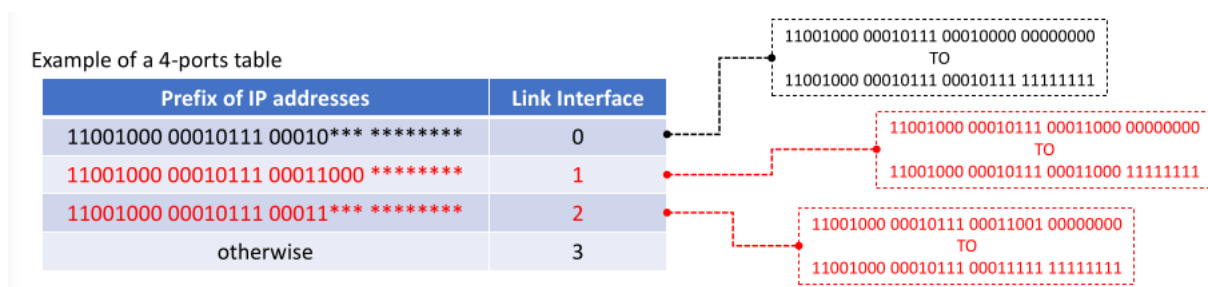 Example of a 4-ports table
Prefix of IP addresses Link Interface
11001000 00010111 00010*** ******** 0
11001000 00010111 00011000 ******** 1
11001000 00010111 00011*** ******** 2
otherwise 3
11001000 00010111 00010000 00000000
TO
11001000 00010111 00010111 11111111
11001000 00010111 00011000 00000000
TO
11001000 00010111 00011000 11111111
11001000 00010111 00011001 00000000
TO
11001000 00010111 00011111 11111111